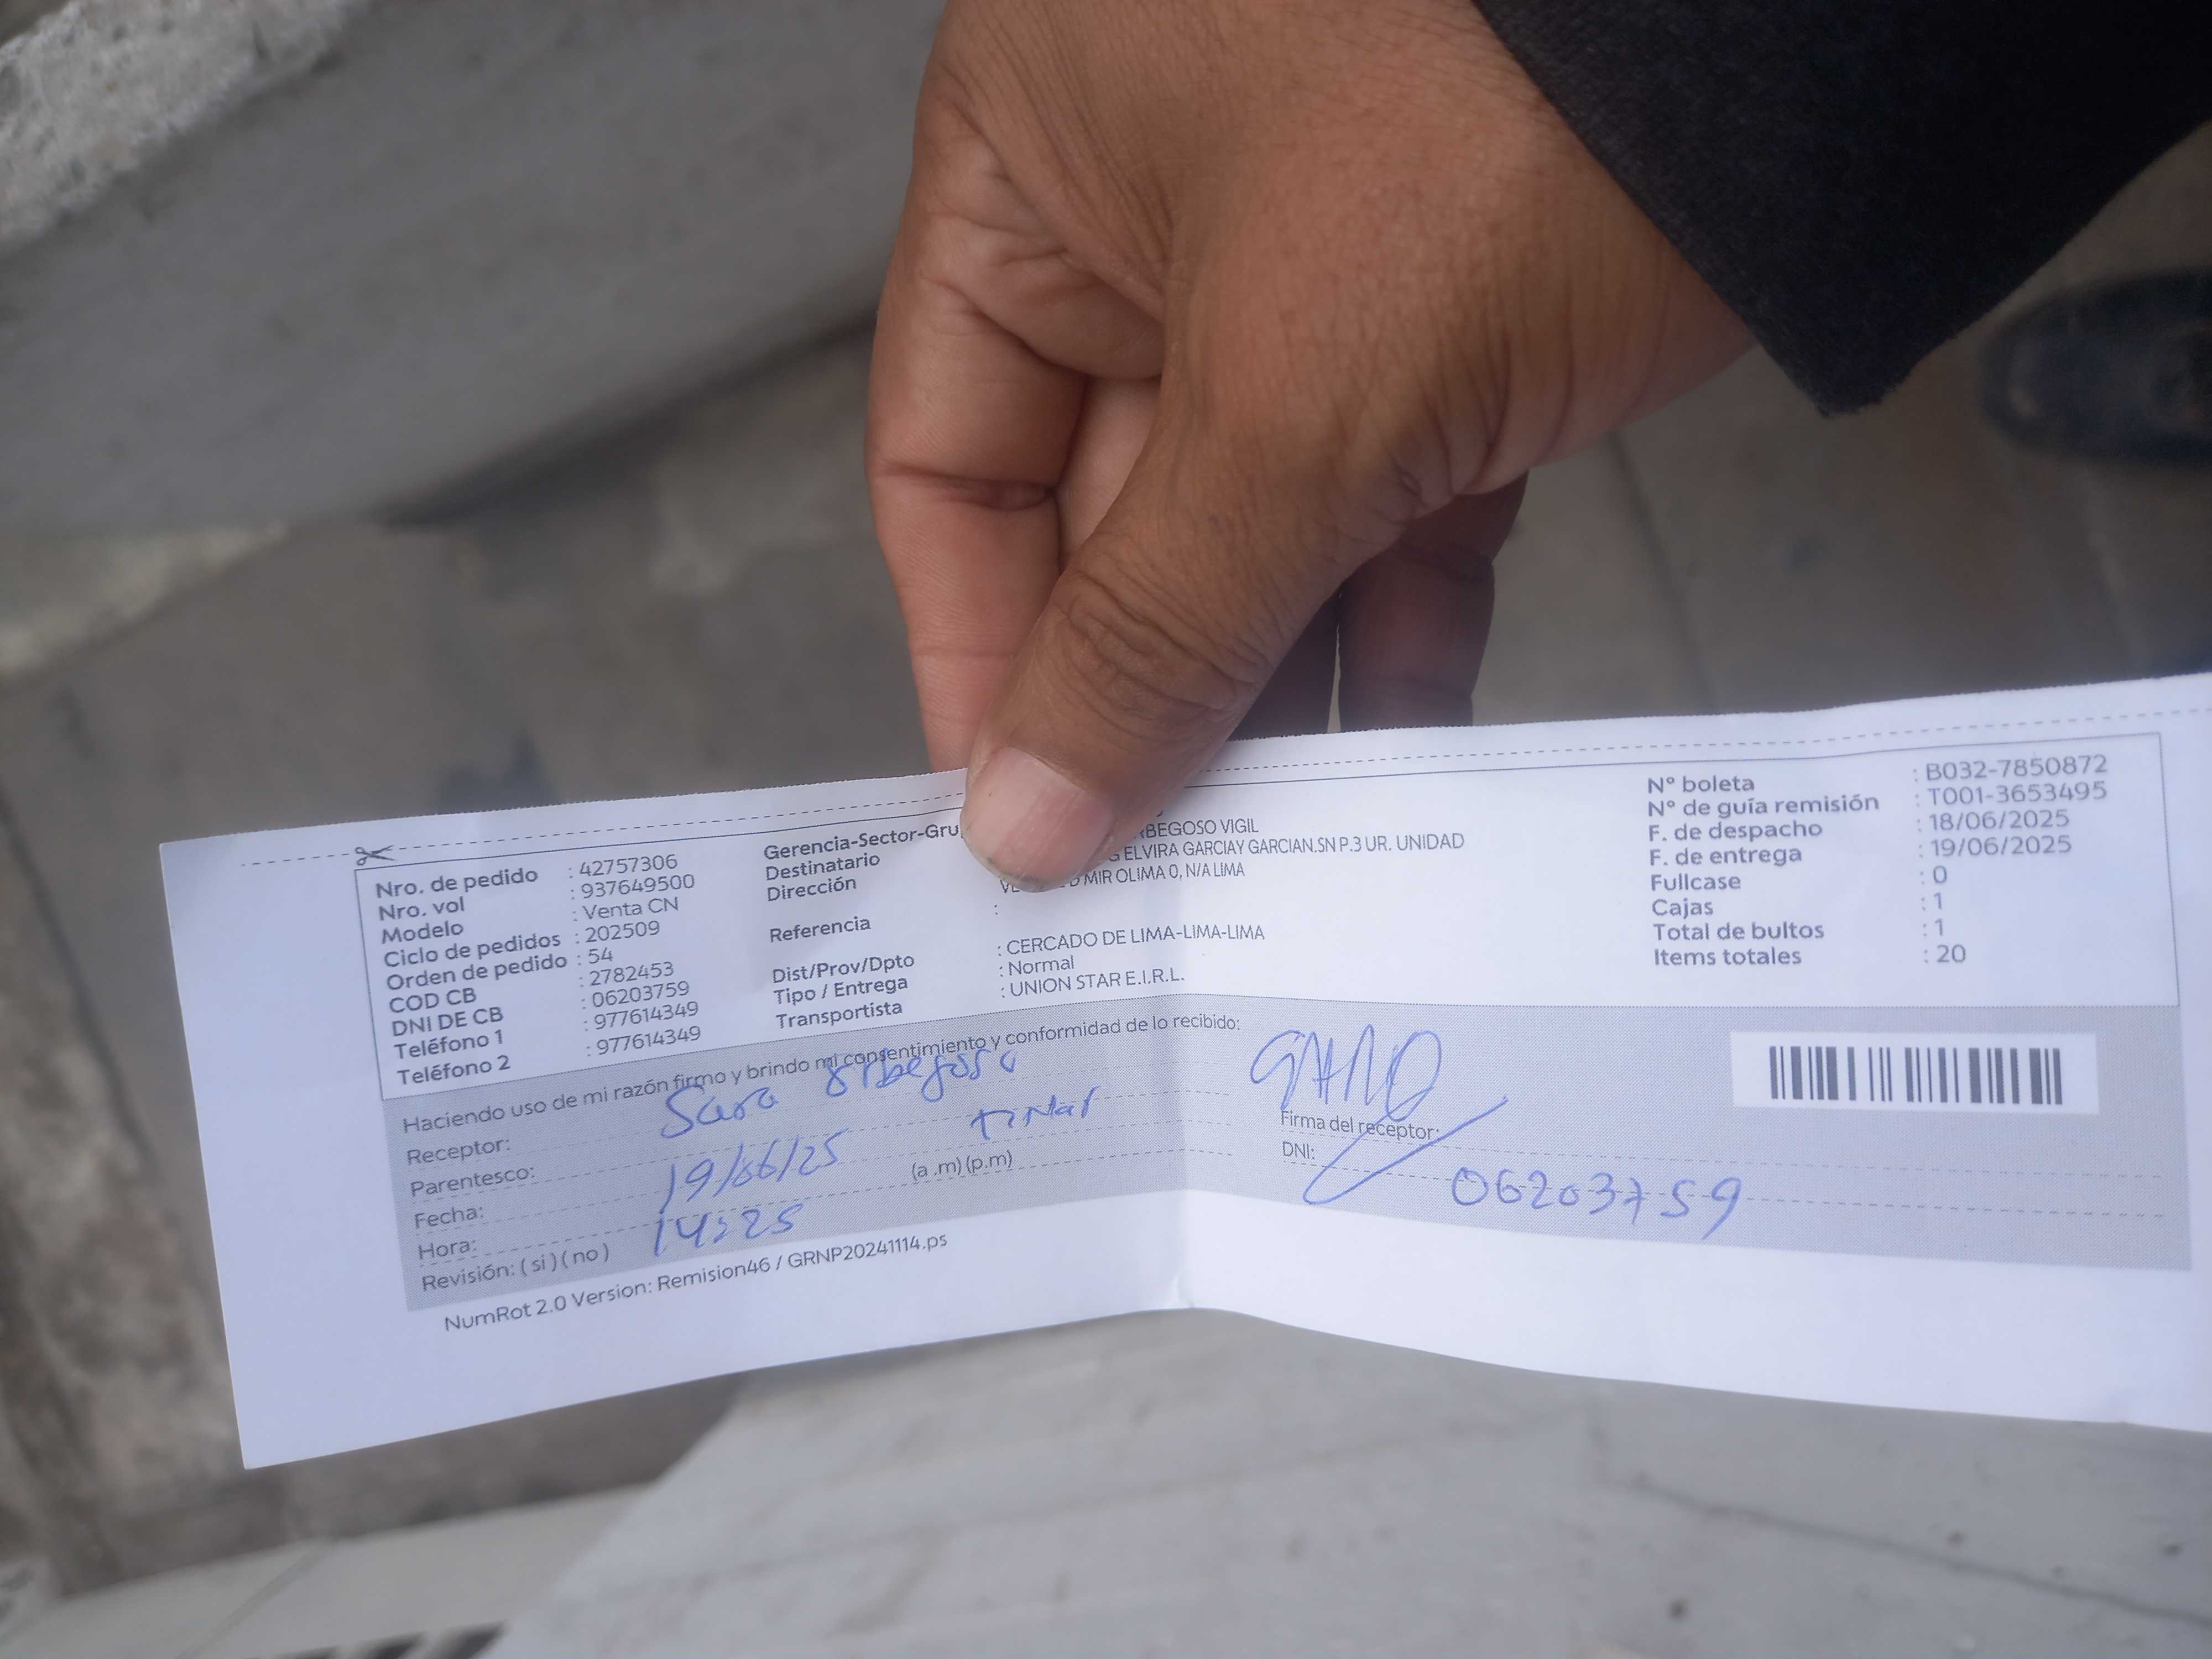 Nro. de pedido : 42757306
Nro. vol : 937649500
Modelo : Venta CN
Ciclo de pedidos : 202509
Orden de pedido : 54
COD CB : 2782453
DNI DE CB : 06203759
Teléfono 1 : 977614349
Teléfono 2 : 977614349
Gerencia-Sector-Gru
Destinatario BEGOSO VIGIL
Dirección ELVIRA GARCIAY GARCIAN.SN P.3 UR. UNIDAD
MIR OLIMA 0, N/A LIMA
Referencia :
Dist/Prov/Dpto : CERCADO DE LIMA-LIMA-LIMA
Tipo / Entrega : Normal
Transportista : UNION STAR E.I.R.L.
Nº boleta : B032-7850872
Nº de guía remisión : T001-3653495
F. de despacho : 18/06/2025
F. de entrega : 19/06/2025
Fullcase : 0
Cajas : 1
Total de bultos : 1
Items totales : 20
Haciendo uso de mi razón firmo y brindo mi consentimiento y conformidad de lo recibido:
Receptor: Sara Orbegoso
Parentesco: Titular
Fecha: 19/06/25
Hora: 14:25 (a .m) (p.m)
Revisión: ( si ) ( no )
Firma del receptor:
DNI: 06203759
NumRot 2.0 Version: Remision46 / GRNP20241114.ps